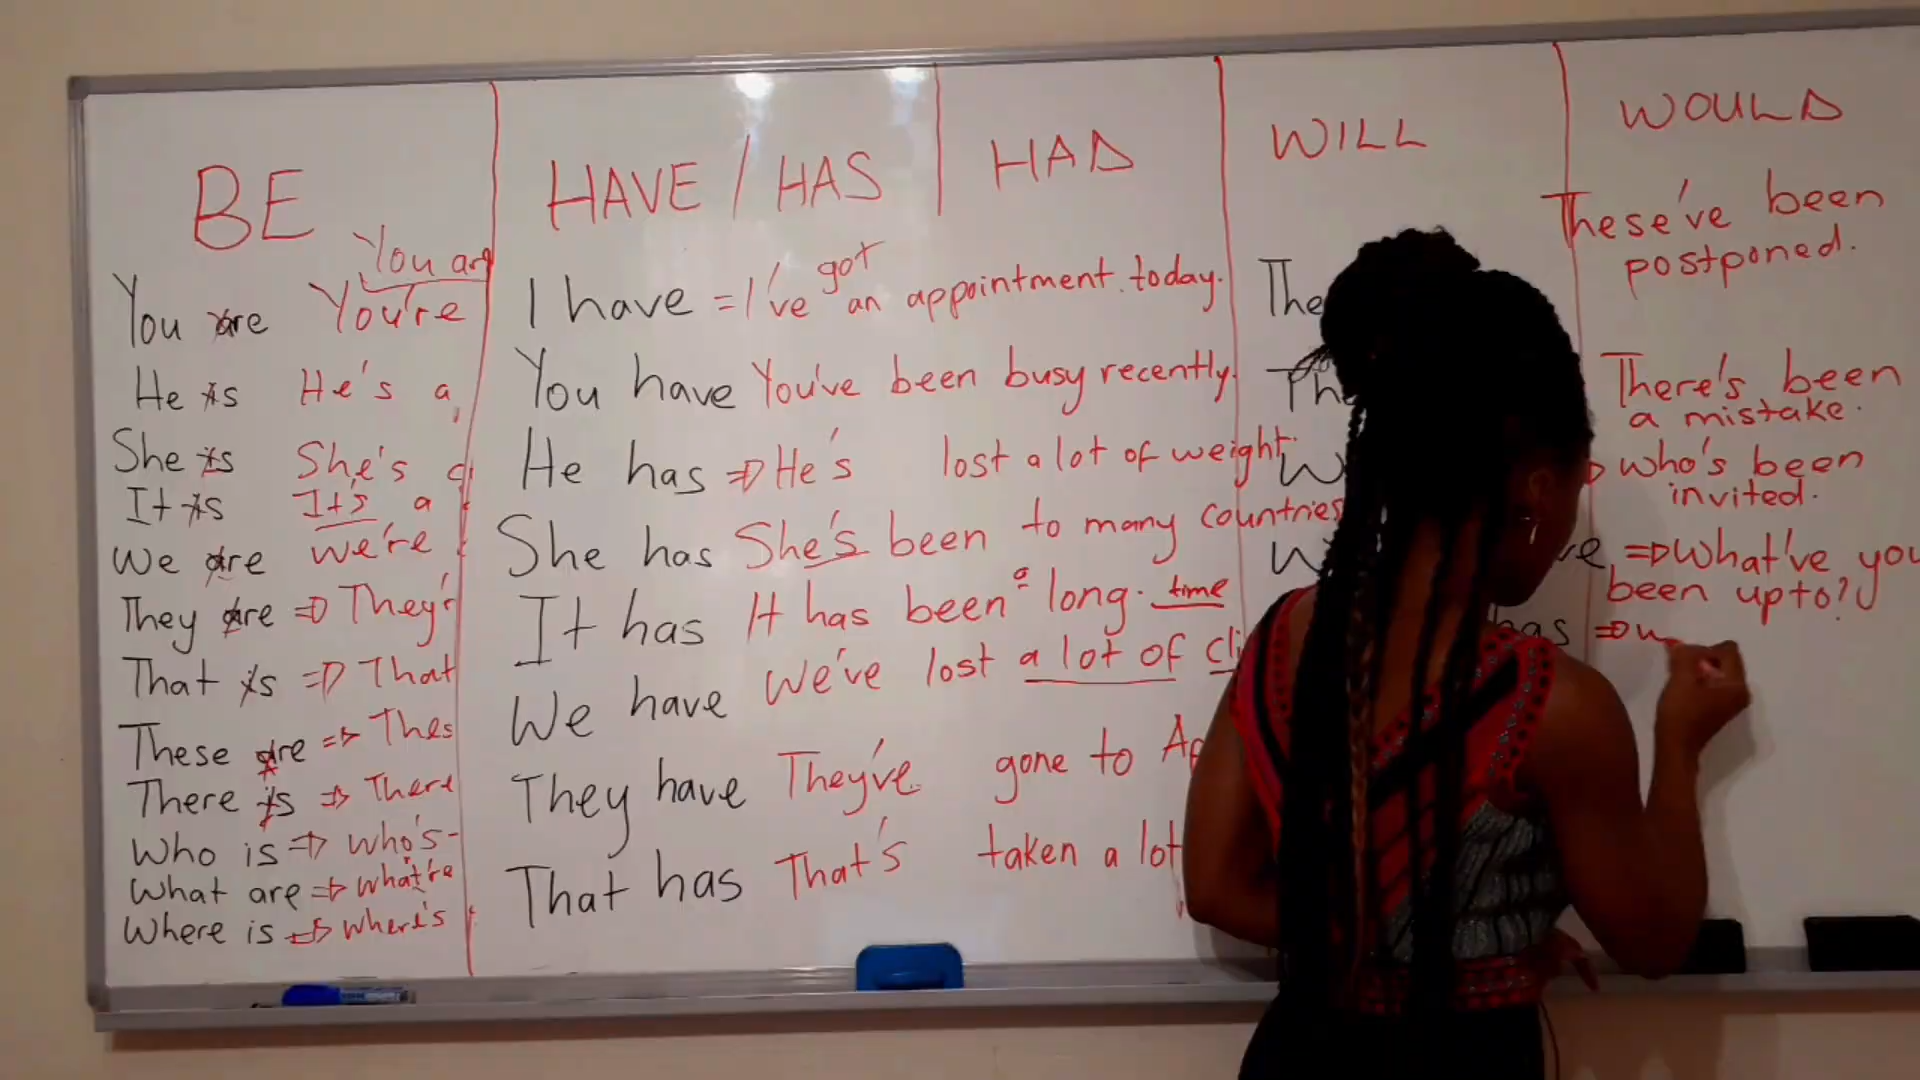 BE
You are
You are You're
He is He's a
She is She's a
It is It's a
We are we're
They are => They'r
That is => That
These are => Thes
There is => There
Who is => who's-
What are => what're
Where is => where's
HAVE / HAS
got
I have = I've an appointment today.
You have You've been busy recently.
He has => He's lost a lot of weight.
She has She's been to many countries
It has It has been a long. time
We have we've lost a lot of cli
They have They've gone to
That has That's taken a lot
HAD
WILL
WOULD
These've been
postponed.
There's been
a mistake.
=> who's been
invited.
=> what've you
been up to?
has =>